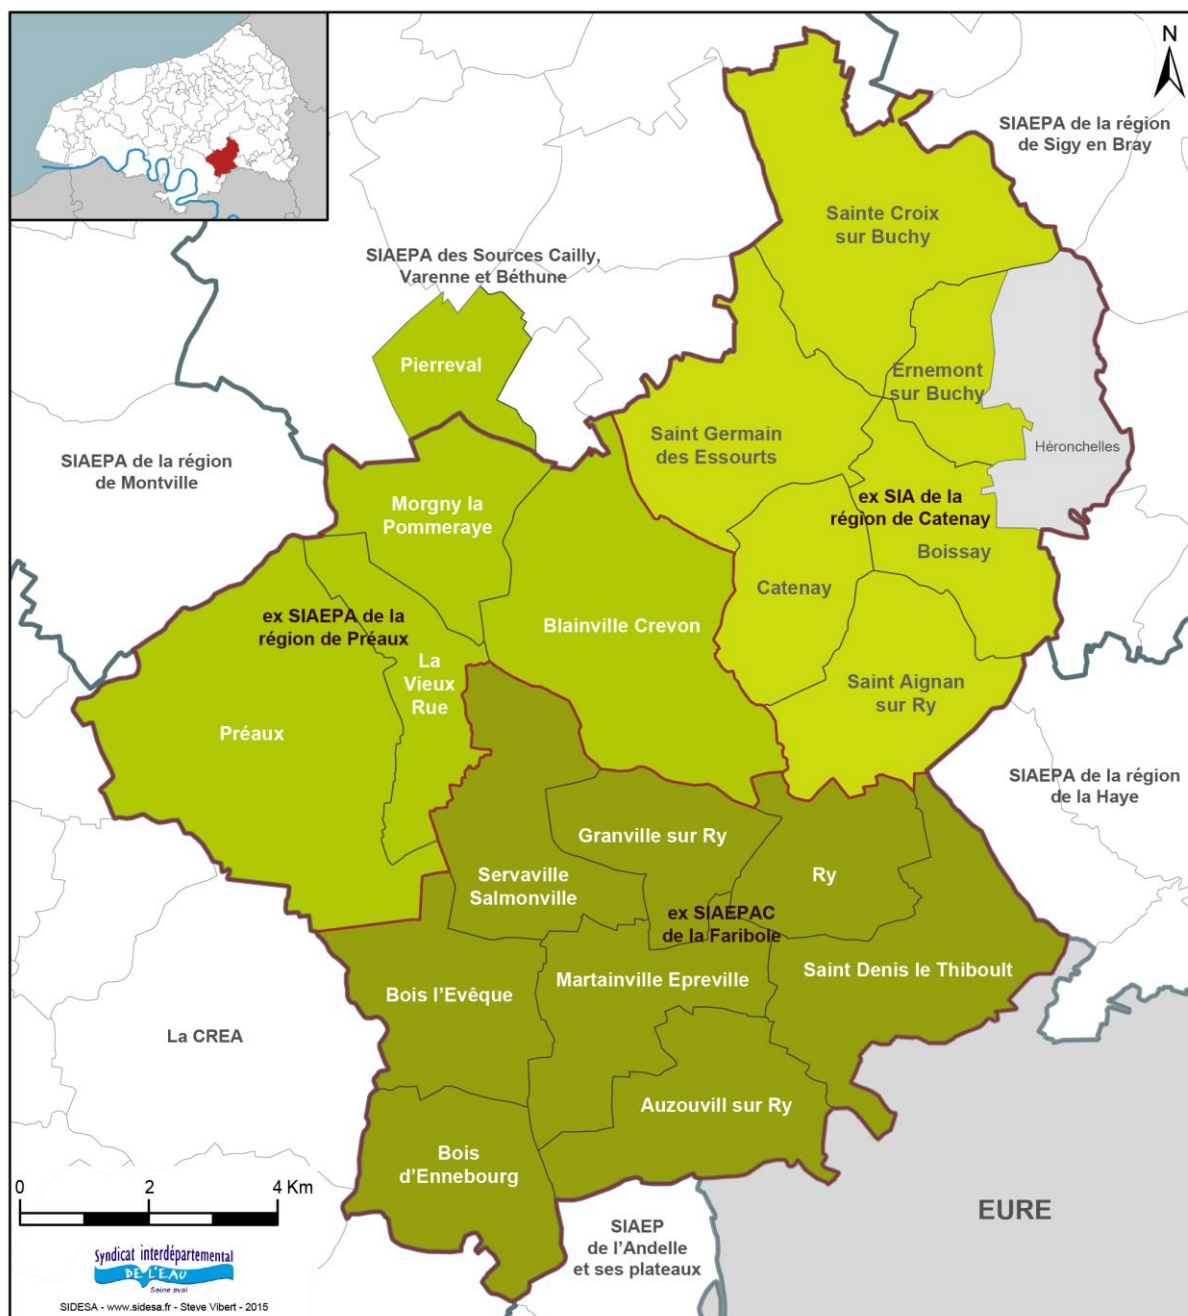 N
SIAEPA de la région
de Sigy en Bray
Sainte Croix
sur Buchy
SIAEPA des Sources Cailly,
Varenne et Béthune
Pierreval
Ernemont
sur Buchy
Saint Germain
des Essourts
Héronchelles
SIAEPA de la région
de Montville
Morgny la
Pommeraye
ex SIA de la
région de Catenay
Boissay
Catenay
ex SIAEPA de la
région de Préaux
Blainville Crevon
La
Vieux
Rue
Saint Aignan
sur Ry
Préaux
SIAEPA de la région
de la Haye
Granville sur Ry
Servaville
Salmonville
Ry
ex SIAEPAC
de la Faribole
Saint Denis le Thiboult
Martainville Epreville
Bois l'Evêque
La CREA
Auzouvill sur Ry
Bois
d'Ennebourg
0 2 4 Km
EURE
SIAEP
de l'Andelle
et ses plateaux
Syndicat interdépartemental
DE L'EAU
Seine aval
SIDESA - www.sidesa.fr - Steve Vibert - 2015